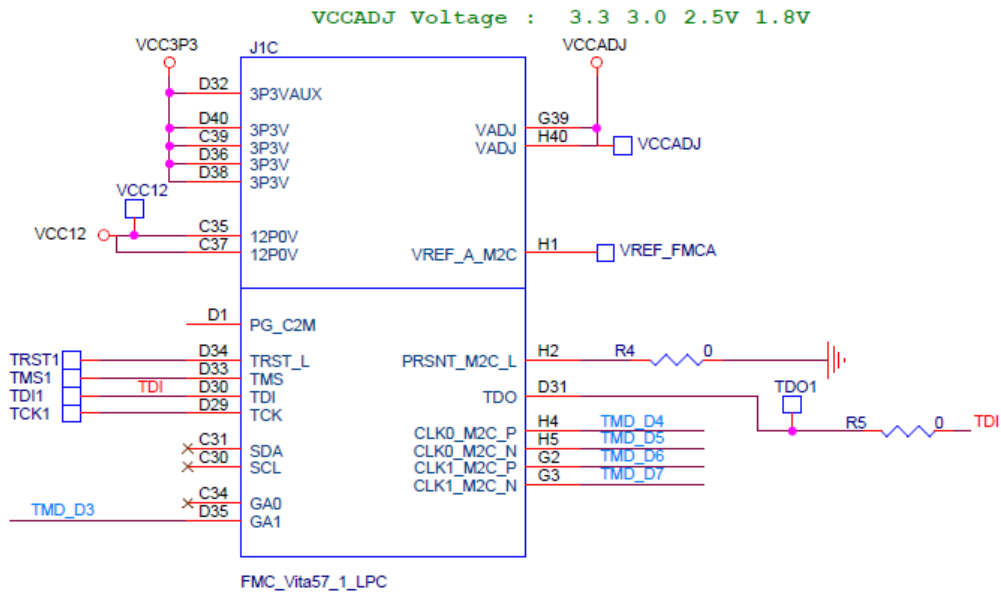 VCCADJ Voltage : 3.3 3.0 2.5V 1.8V
VCC3P3 J1C VCCADJ
D32 3P3VAUX
D40 3P3V VADJ G39
C39 3P3V VADJ H40 VCCADJ
D36 3P3V
D38 3P3V
VCC12
VCC12 C35 12P0V
C37 12P0V VREF_A_M2C H1 VREF_FMCA
D1 PG_C2M
TRST1 D34 TRST_L PRSNT_M2C_L H2 R4 0
TMS1 D33 TMS
TDI1 TDI D30 TDI TDO D31 TDO1
TCK1 D29 TCK
CLK0_M2C_P H4 TMD_D4 R5 0 TDI
C31 SDA CLK0_M2C_N H5 TMD_D5
C30 SCL CLK1_M2C_P G2 TMD_D6
CLK1_M2C_N G3 TMD_D7
C34 GA0
TMD_D3 D35 GA1
FMC_Vita57_1_LPC